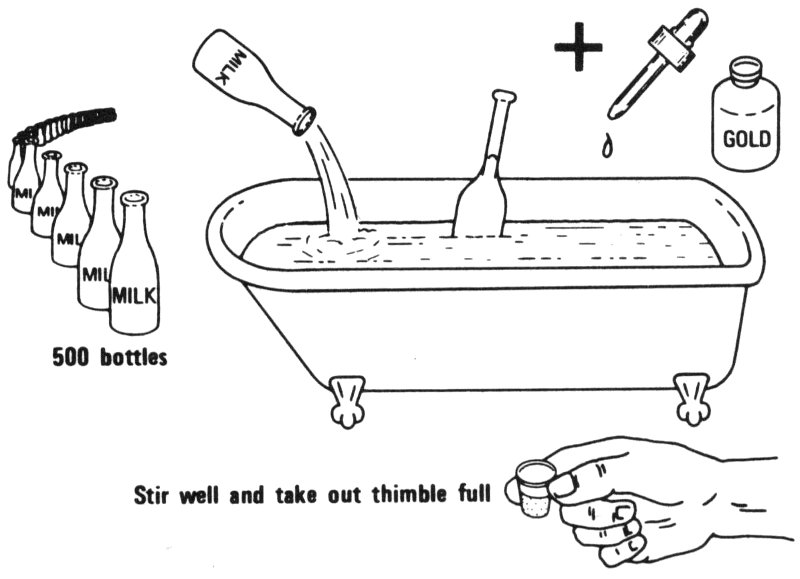 MILK
GOLD
MI
MI
MIL
MIL
MILK
500 bottles
Stir well and take out thimble full